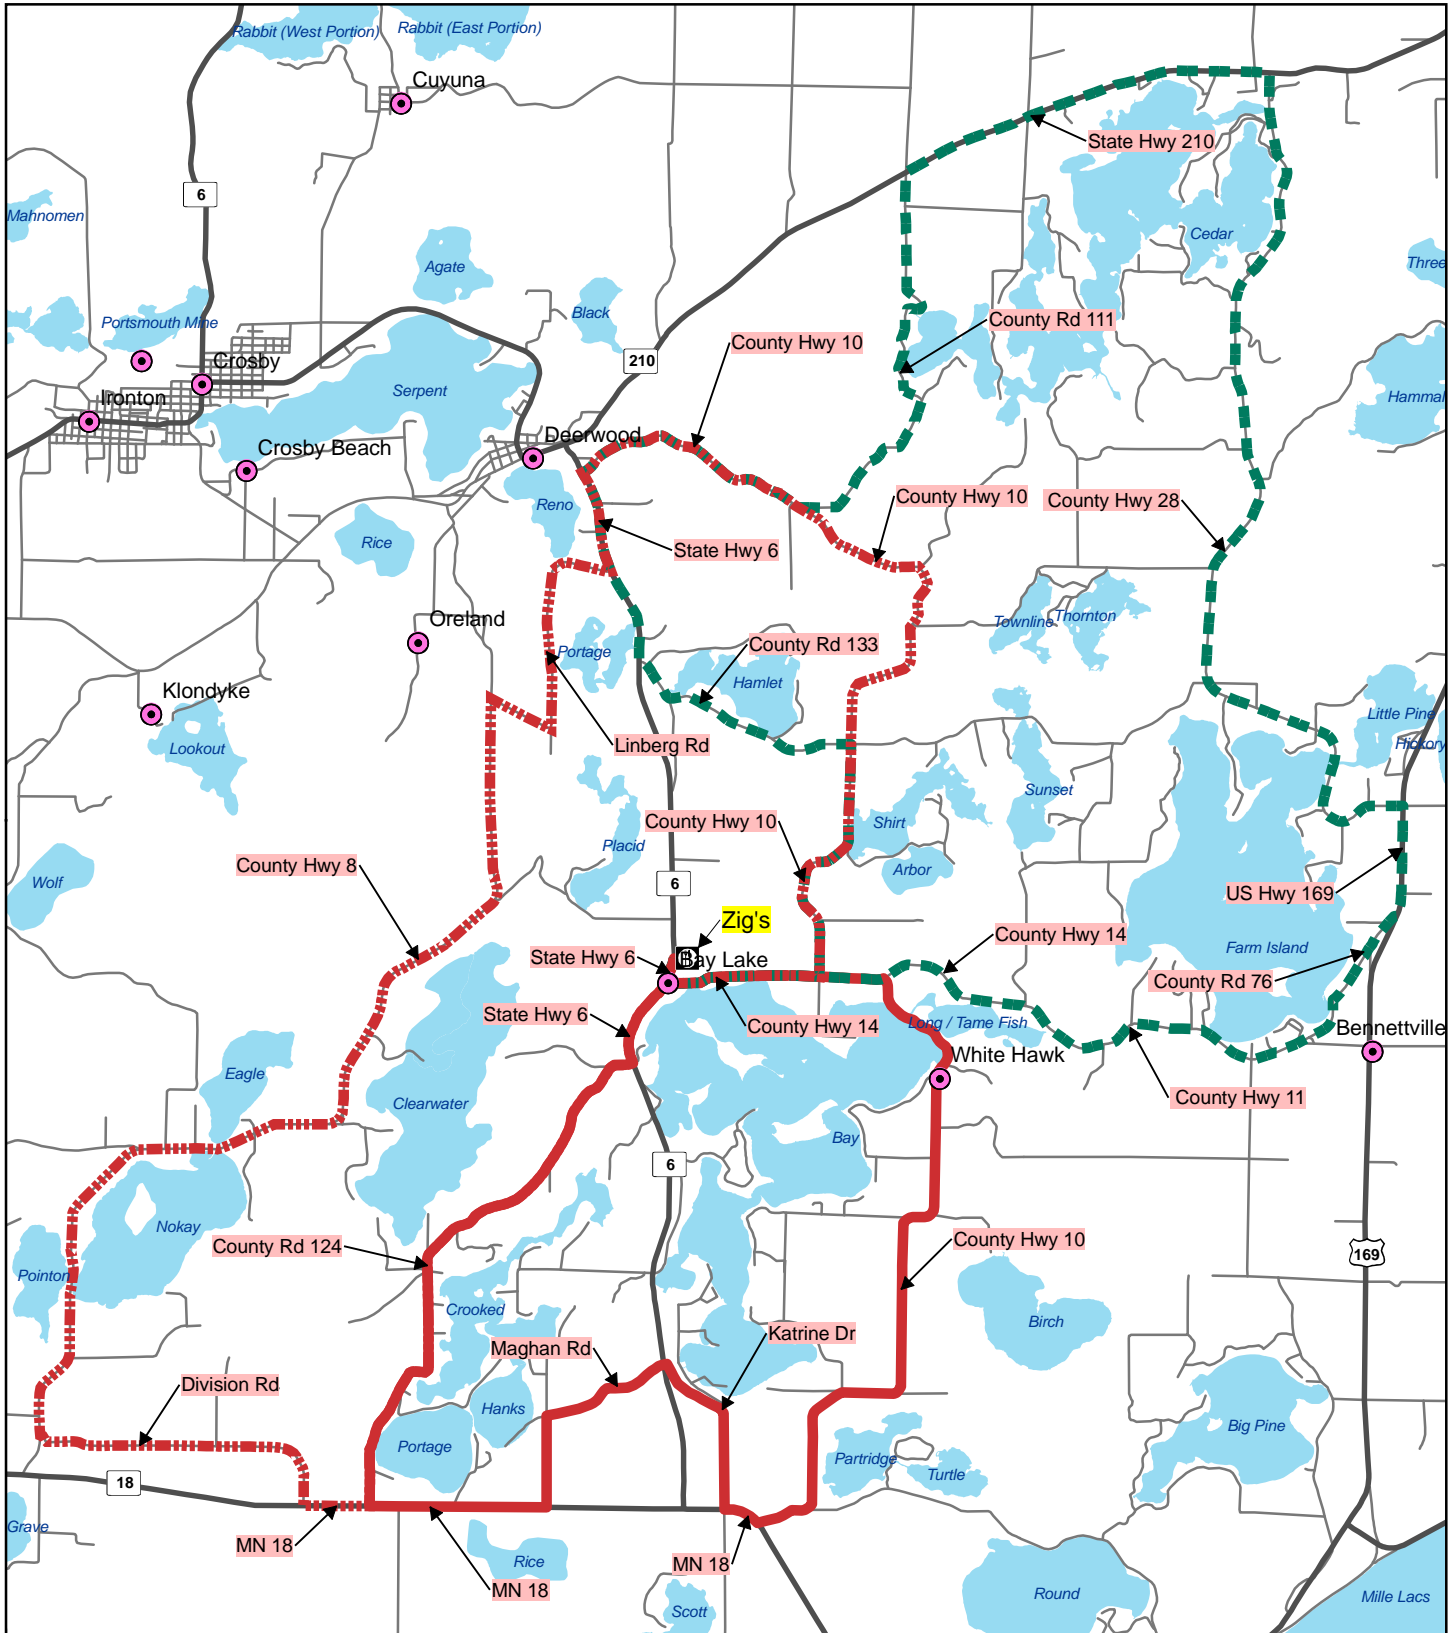 Rabbit (West Portion)
Rabbit (East Portion)
Cuyuna
State Hwy 210
6
Mahnomen
Cedar
Agate
Three
Black
Portsmouth Mine
County Rd 111
County Hwy 10
210
Crosby
Serpent
Hammal
Ironton
Deerwood
Crosby Beach
County Hwy 10
County Hwy 28
Reno
Rice
State Hwy 6
Oreland
Townline
Thornton
Portage
County Rd 133
Hamlet
Klondyke
Little Pine
Lookout
Linberg Rd
Hickory
Sunset
County Hwy 10
Shirt
Placid
County Hwy 8
Arbor
Wolf
6
US Hwy 169
Zig's
County Hwy 14
Farm Island
State Hwy 6
Bay Lake
County Rd 76
State Hwy 6
County Hwy 14
Long / Tame Fish
Bennettville
White Hawk
Eagle
Clearwater
County Hwy 11
Bay
6
Nokay
County Rd 124
County Hwy 10
169
Pointon
Crooked
Birch
Katrine Dr
Maghan Rd
Division Rd
Hanks
Big Pine
Portage
Partridge
Turtle
18
Grave
MN 18
Rice
MN 18
MN 18
Round
Mille Lacs
Scott